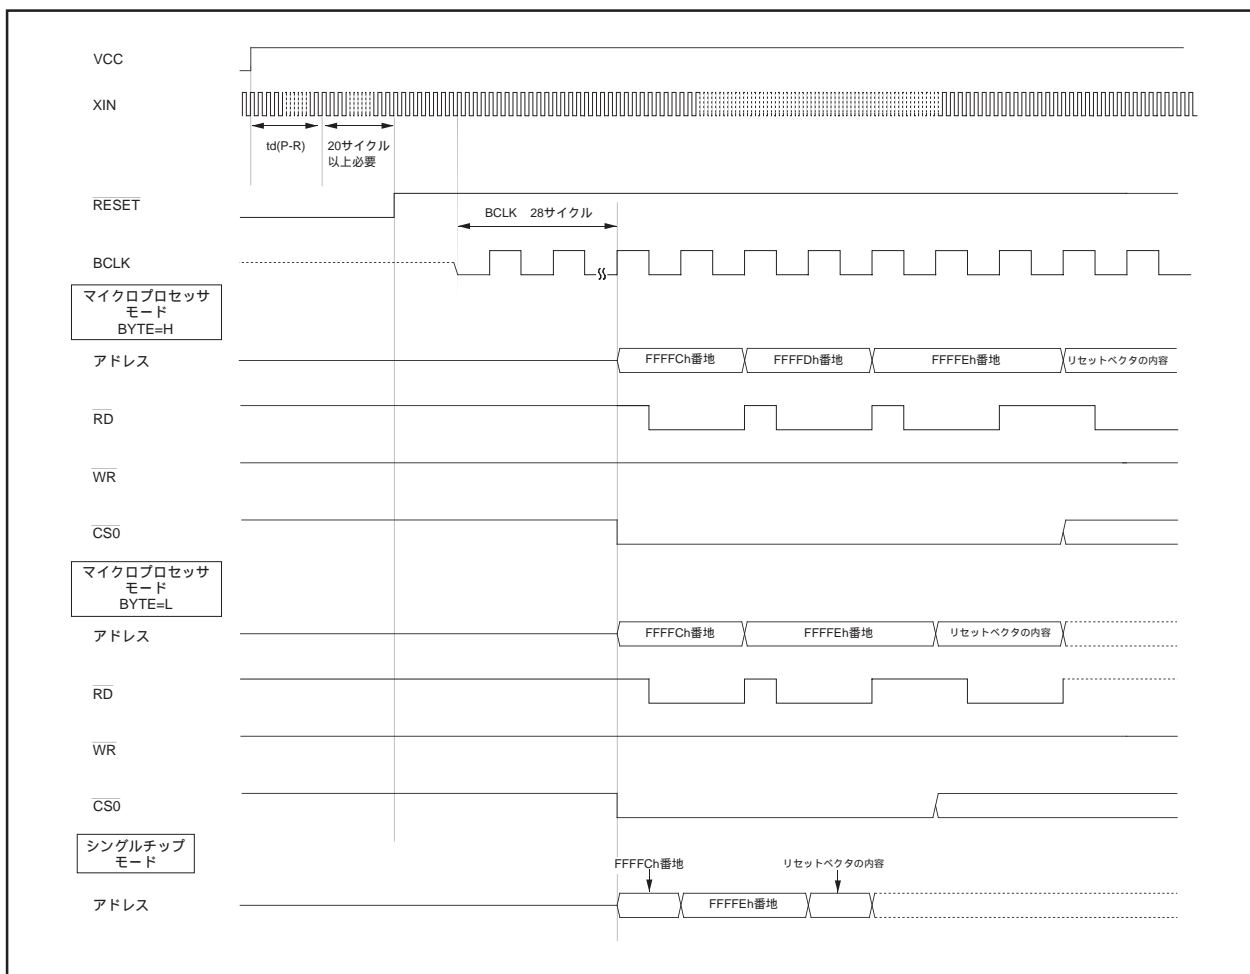 VCC
XIN
td(P-R)
20サイクル
以上必要
RESET
BCLK 28サイクル
BCLK
マイクロプロセッサ
モード
BYTE=H
アドレス
FFFFCh番地
FFFFDh番地
FFFFEh番地
リセットベクタの内容
RD
WR
CS0
マイクロプロセッサ
モード
BYTE=L
アドレス
FFFFCh番地
FFFFEh番地
リセットベクタの内容
RD
WR
CS0
シングルチップ
モード
FFFFCh番地
リセットベクタの内容
アドレス
FFFFEh番地